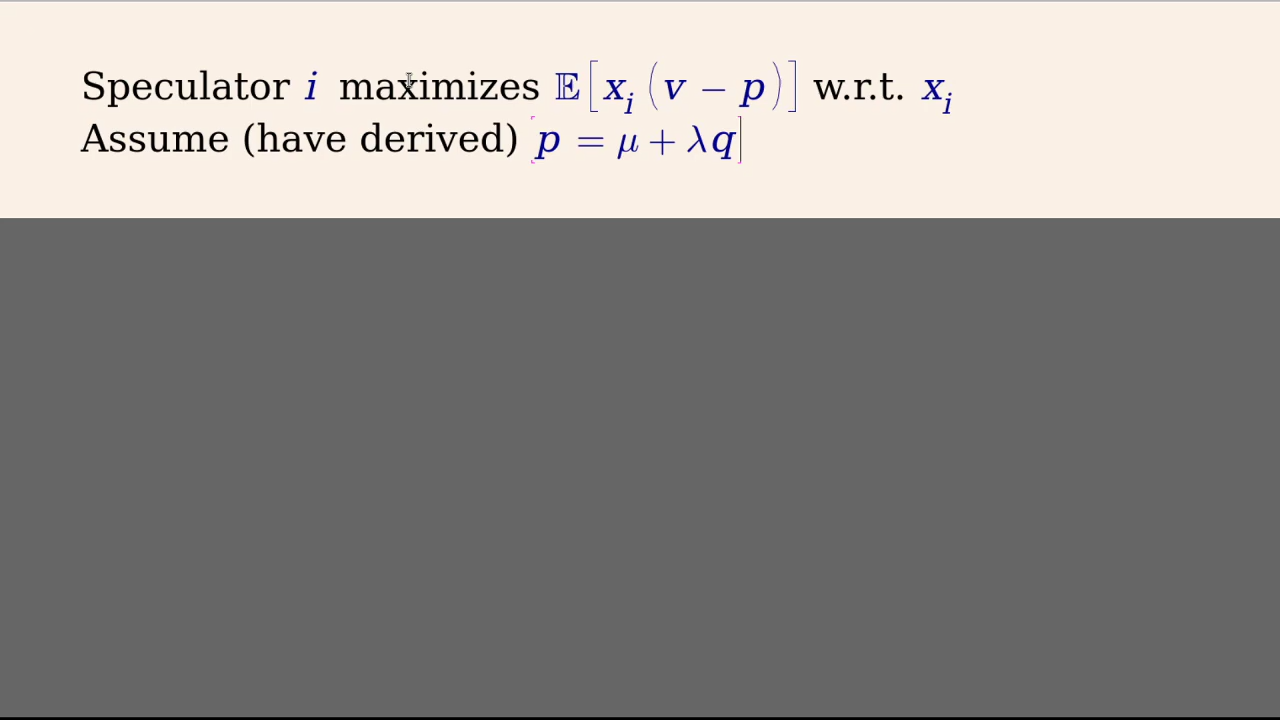 Speculator i maximizes 𝔼[x_i (v − p)] w.r.t. x_i
Assume (have derived) p = μ + λq